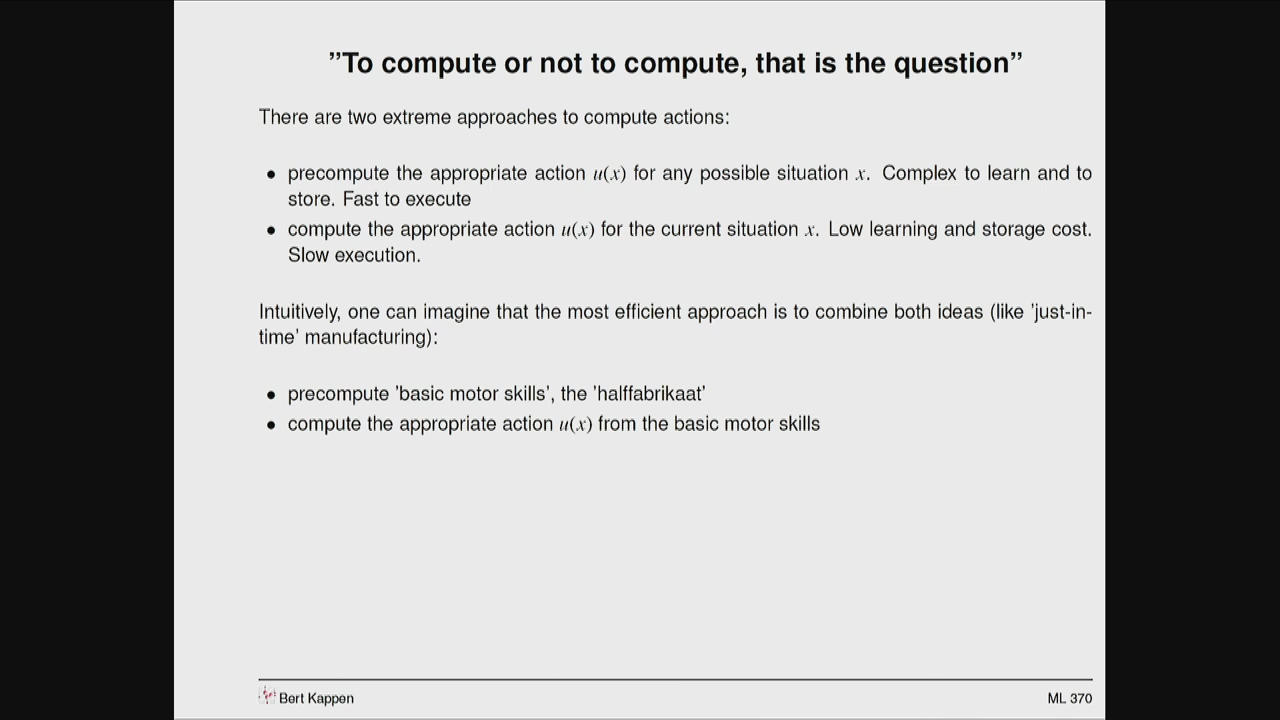 ”To compute or not to compute, that is the question”
There are two extreme approaches to compute actions:
• precompute the appropriate action u(x) for any possible situation x. Complex to learn and to
store. Fast to execute
• compute the appropriate action u(x) for the current situation x. Low learning and storage cost.
Slow execution.
Intuitively, one can imagine that the most efficient approach is to combine both ideas (like 'just-in-
time' manufacturing):
• precompute 'basic motor skills', the 'halffabrikaat'
• compute the appropriate action u(x) from the basic motor skills
Bert Kappen
ML 370